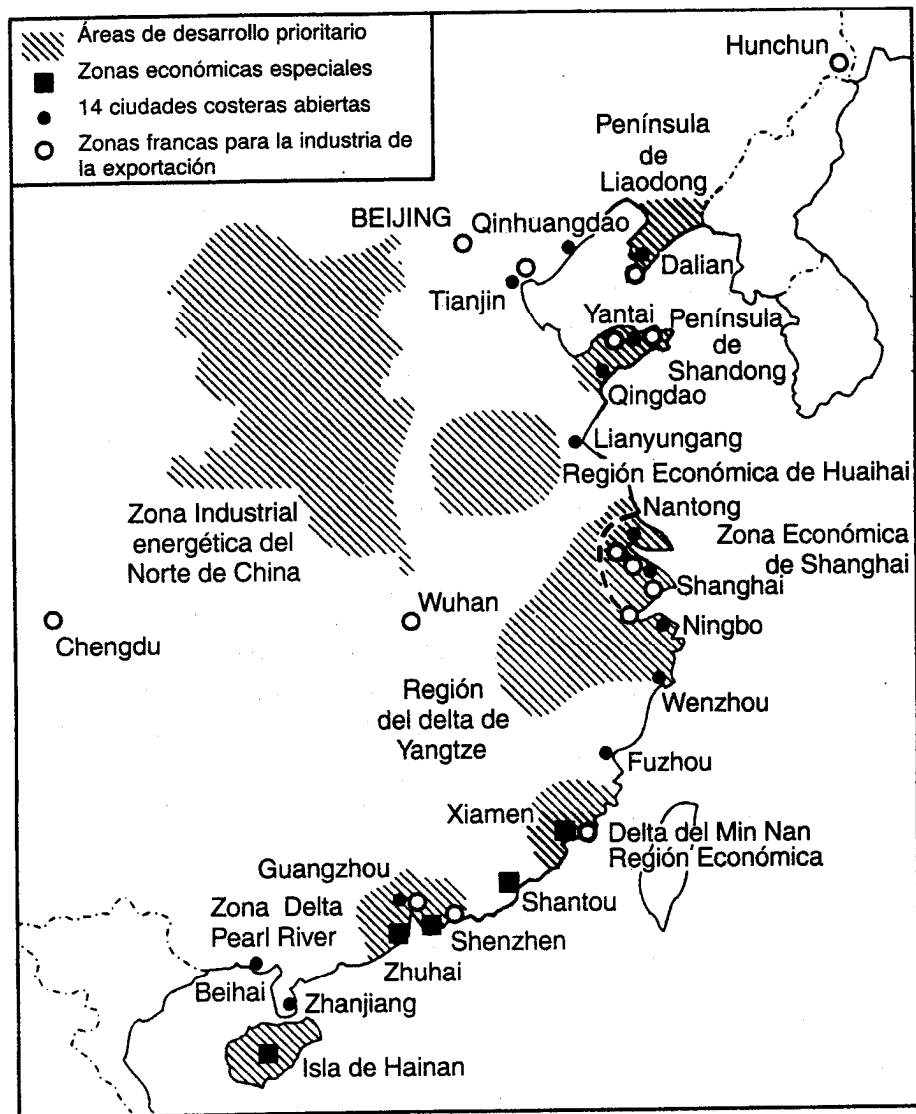 Áreas de desarrollo prioritario
Zonas económicas especiales
14 ciudades costeras abiertas
Zonas francas para la industria de
la exportación
Hunchun
Península
de
Liaodong
BEIJING
Qinhuangdao
Dalian
Tianjin
Yantai
Península
de
Shandong
Qingdao
Lianyungang
Región Económica de Huaihai
Nantong
Zona Industrial
energética del
Norte de China
Zona Económica
de Shanghai
Shanghai
Wuhan
Ningbo
Chengdu
Región
del delta de
Yangtze
Wenzhou
Fuzhou
Xiamen
Delta del Min Nan
Región Económica
Guangzhou
Shantou
Zona Delta
Pearl River
Shenzhen
Zhuhai
Beihai
Zhanjiang
Isla de Hainan